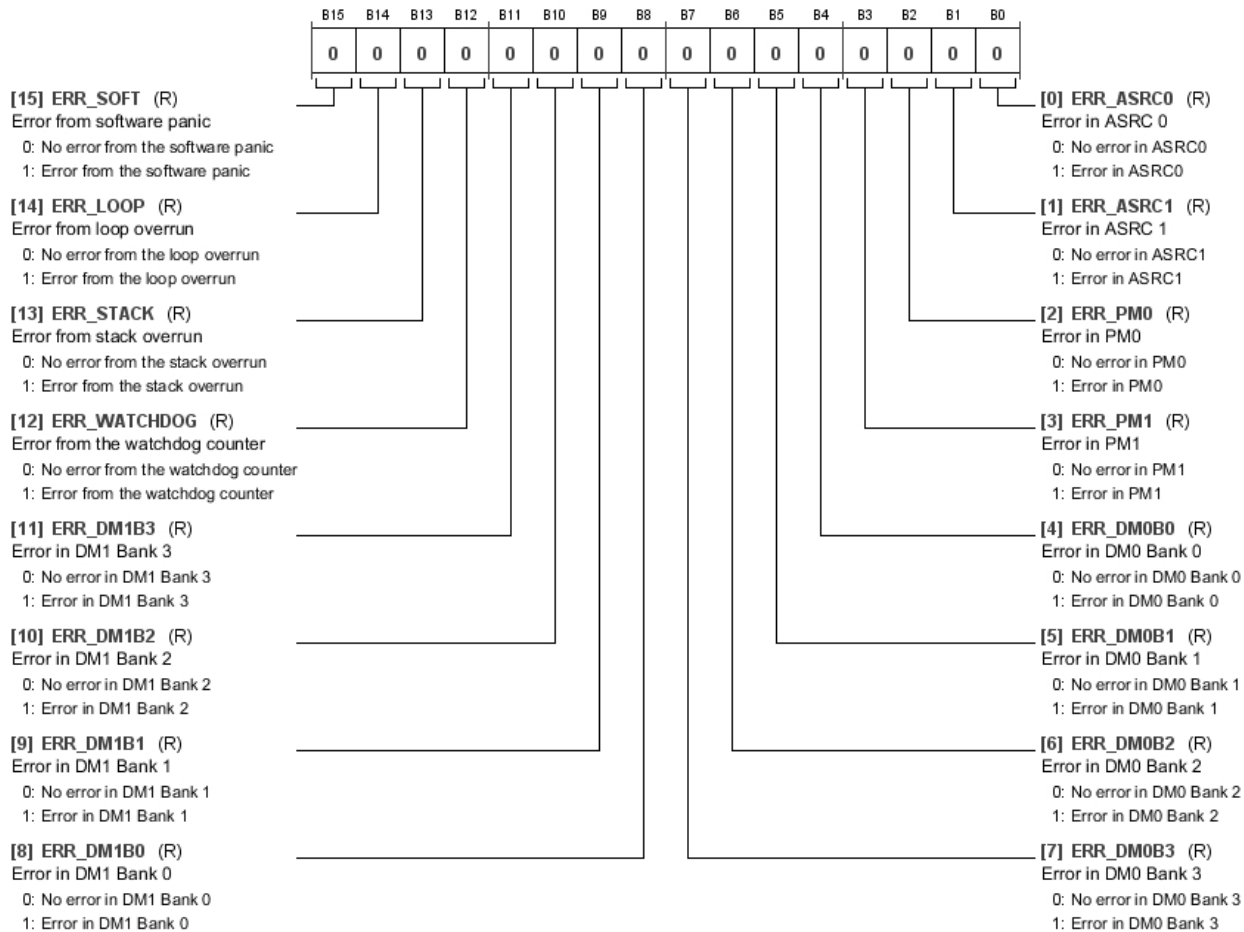 B15 B14 B13 B12 B11 B10 B9 B8 B7 B6 B5 B4 B3 B2 B1 B0
0 0 0 0 0 0 0 0 0 0 0 0 0 0 0 0
[15] ERR_SOFT (R)
Error from software panic
0: No error from the software panic
1: Error from the software panic
[14] ERR_LOOP (R)
Error from loop overrun
0: No error from the loop overrun
1: Error from the loop overrun
[13] ERR_STACK (R)
Error from stack overrun
0: No error from the stack overrun
1: Error from the stack overrun
[12] ERR_WATCHDOG (R)
Error from the watchdog counter
0: No error from the watchdog counter
1: Error from the watchdog counter
[11] ERR_DM1B3 (R)
Error in DM1 Bank 3
0: No error in DM1 Bank 3
1: Error in DM1 Bank 3
[10] ERR_DM1B2 (R)
Error in DM1 Bank 2
0: No error in DM1 Bank 2
1: Error in DM1 Bank 2
[9] ERR_DM1B1 (R)
Error in DM1 Bank 1
0: No error in DM1 Bank 1
1: Error in DM1 Bank 1
[8] ERR_DM1B0 (R)
Error in DM1 Bank 0
0: No error in DM1 Bank 0
1: Error in DM1 Bank 0
[0] ERR_ASRC0 (R)
Error in ASRC 0
0: No error in ASRC0
1: Error in ASRC0
[1] ERR_ASRC1 (R)
Error in ASRC 1
0: No error in ASRC1
1: Error in ASRC1
[2] ERR_PM0 (R)
Error in PM0
0: No error in PM0
1: Error in PM0
[3] ERR_PM1 (R)
Error in PM1
0: No error in PM1
1: Error in PM1
[4] ERR_DM0B0 (R)
Error in DM0 Bank 0
0: No error in DM0 Bank 0
1: Error in DM0 Bank 0
[5] ERR_DM0B1 (R)
Error in DM0 Bank 1
0: No error in DM0 Bank 1
1: Error in DM0 Bank 1
[6] ERR_DM0B2 (R)
Error in DM0 Bank 2
0: No error in DM0 Bank 2
1: Error in DM0 Bank 2
[7] ERR_DM0B3 (R)
Error in DM0 Bank 3
0: No error in DM0 Bank 3
1: Error in DM0 Bank 3